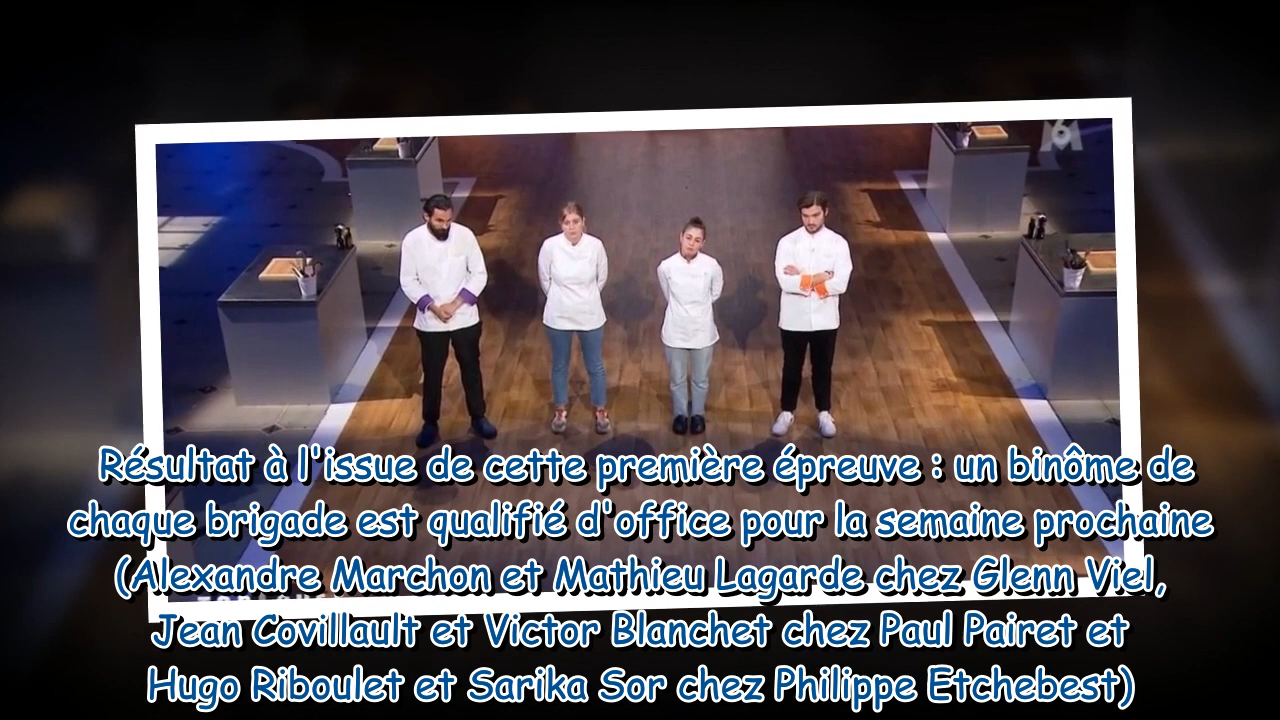 M6
Résultat à l'issue de cette première épreuve : un binôme de
chaque brigade est qualifié d'office pour la semaine prochaine
(Alexandre Marchon et Mathieu Lagarde chez Glenn Viel,
Jean Covillault et Victor Blanchet chez Paul Pairet et
Hugo Riboulet et Sarika Sor chez Philippe Etchebest)